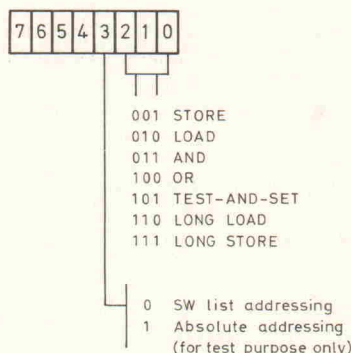 7 6 5 4 3 2 1 0
001 STORE
010 LOAD
011 AND
100 OR
101 TEST-AND-SET
110 LONG LOAD
111 LONG STORE
0 SW list addressing
1 Absolute addressing
(for test purpose only)